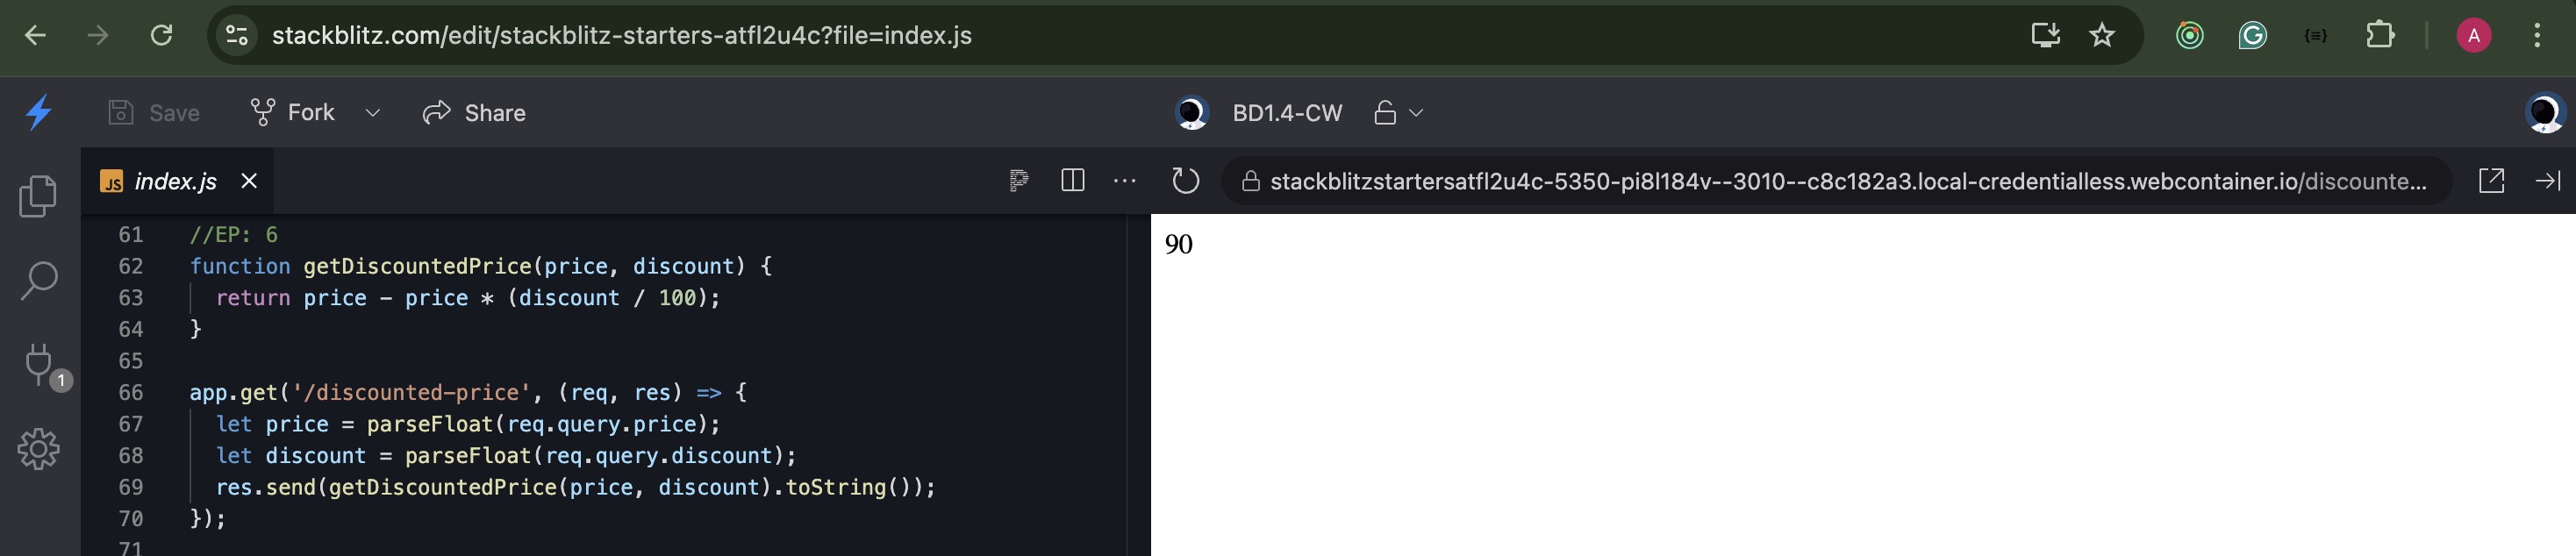 stackblitz.com/edit/stackblitz-starters-atfl2u4c?file=index.js
A
Save
Fork
Share
BD1.4-CW
JS index.js
stackblitzstartersatfl2u4c-5350-pi8l184v--3010--c8c182a3.local-credentialless.webcontainer.io/discounte...
1
61 //EP: 6
62 function getDiscountedPrice(price, discount) {
63 return price - price * (discount / 100);
64 }
65
66 app.get('/discounted-price', (req, res) => {
67 let price = parseFloat(req.query.price);
68 let discount = parseFloat(req.query.discount);
69 res.send(getDiscountedPrice(price, discount).toString());
70 });
71
90